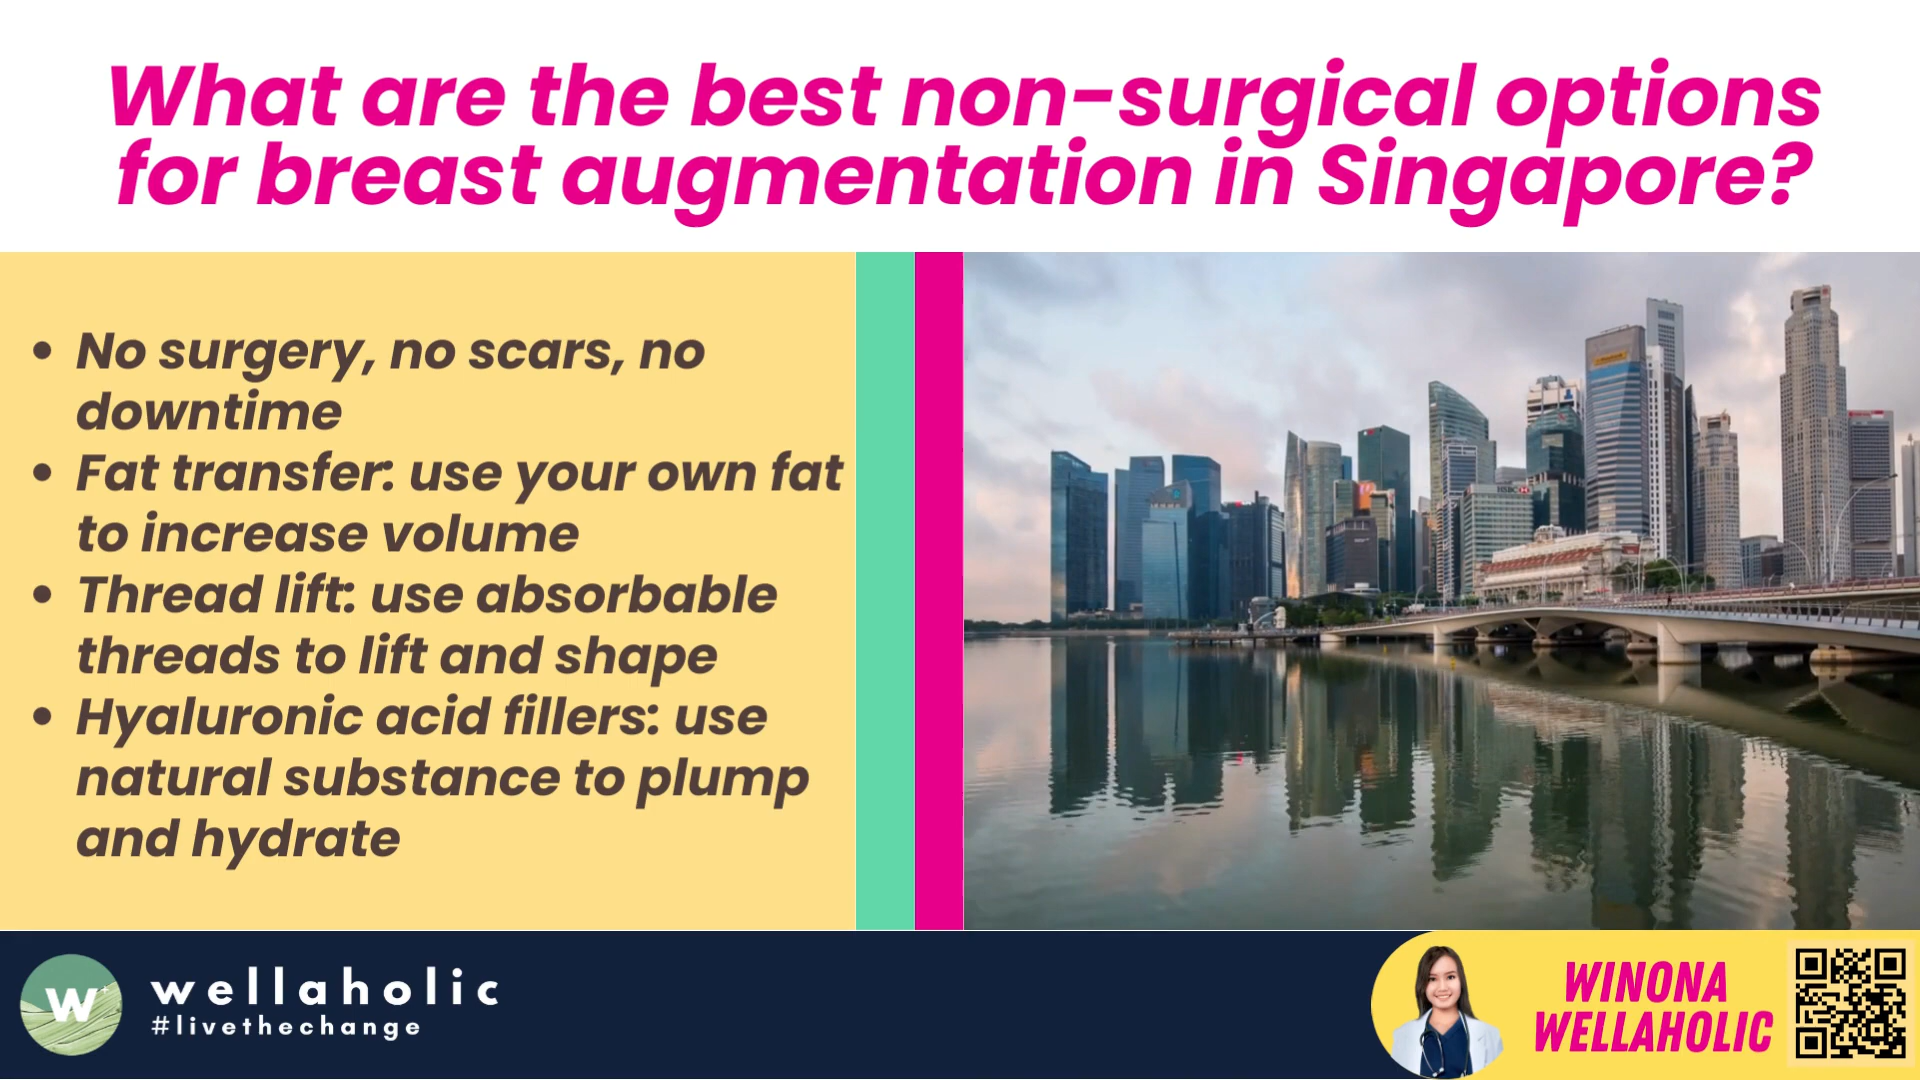 What are the best non-surgical options
for breast augmentation in Singapore?
• No surgery, no scars, no
downtime
• Fat transfer: use your own fat
to increase volume
• Thread lift: use absorbable
threads to lift and shape
• Hyaluronic acid fillers: use
natural substance to plump
and hydrate
HSBC
W+
wellaholic
#livethechange
WINONA
WELLAHOLIC